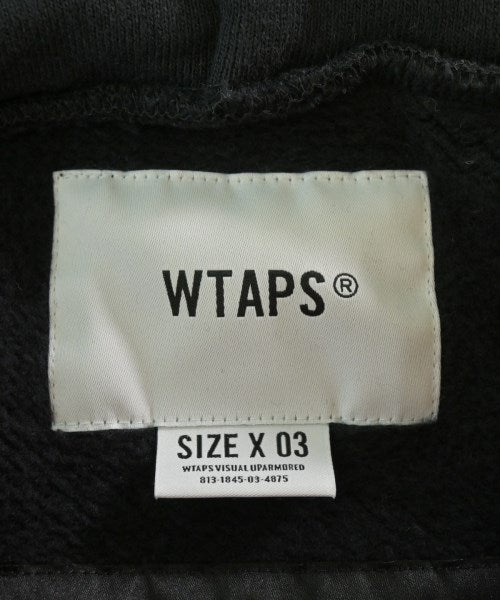 WTAPS®
SIZE X 03
WTAPS VISUAL UPARMORED
813-1845-03-4875